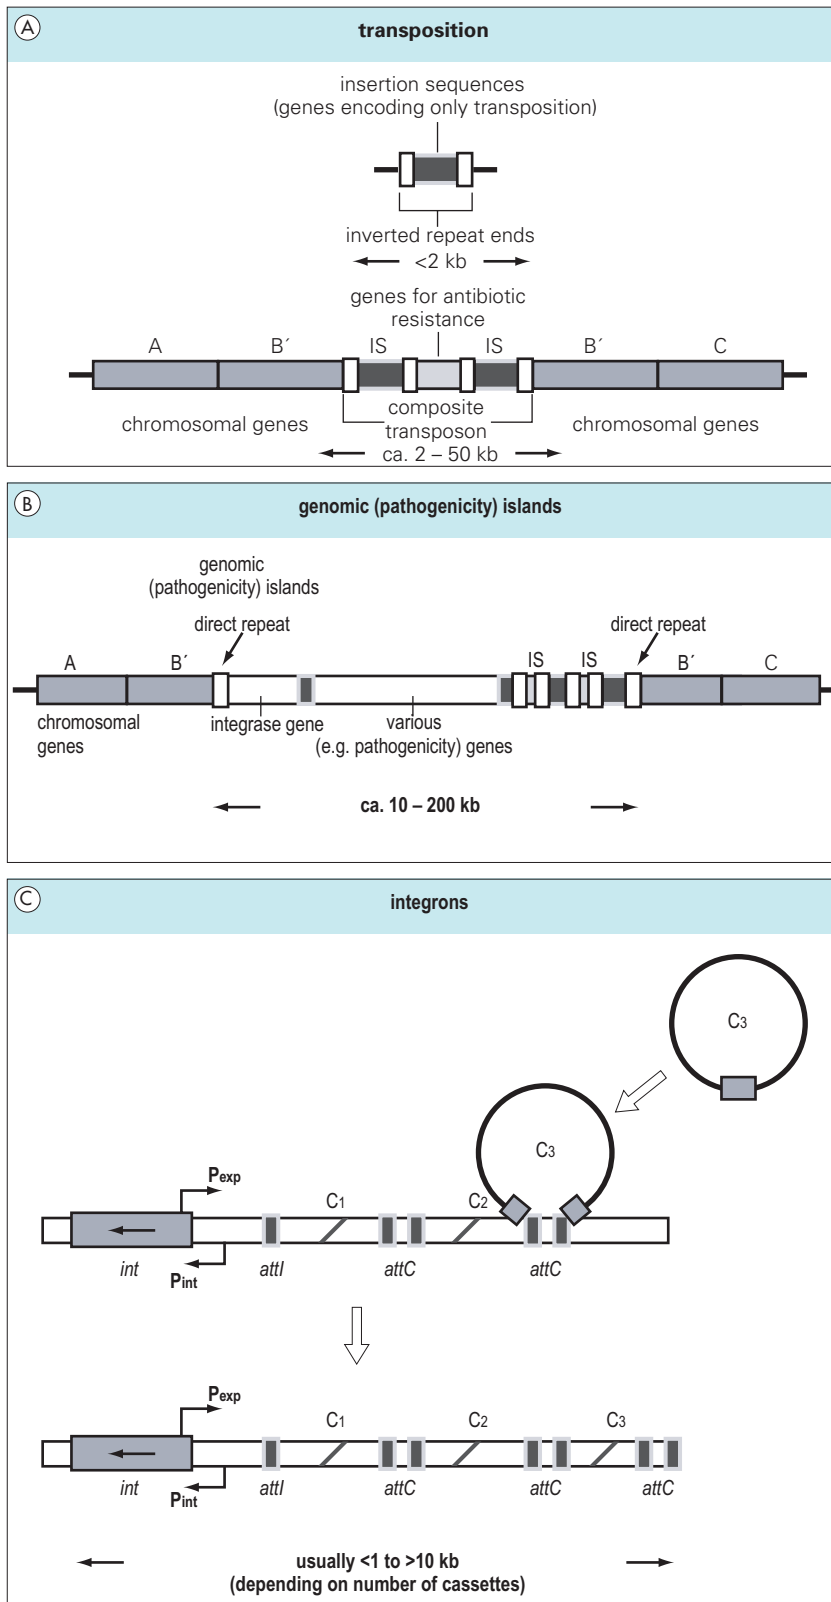 A
transposition
insertion sequences
(genes encoding only transposition)
inverted repeat ends
<2 kb
genes for antibiotic
resistance
A B´ IS IS B´ C
composite
transposon
chromosomal genes chromosomal genes
ca. 2 – 50 kb
B
genomic (pathogenicity) islands
genomic
(pathogenicity) islands
direct repeat direct repeat
A B´ IS IS B´ C
chromosomal
genes
integrase gene
various
(e.g. pathogenicity) genes
ca. 10 – 200 kb
C
integrons
C3
C3
Pexp C1 C2
int Pint attI attC attC
Pexp C1 C2 C3
int Pint attI attC attC attC
usually <1 to >10 kb
(depending on number of cassettes)